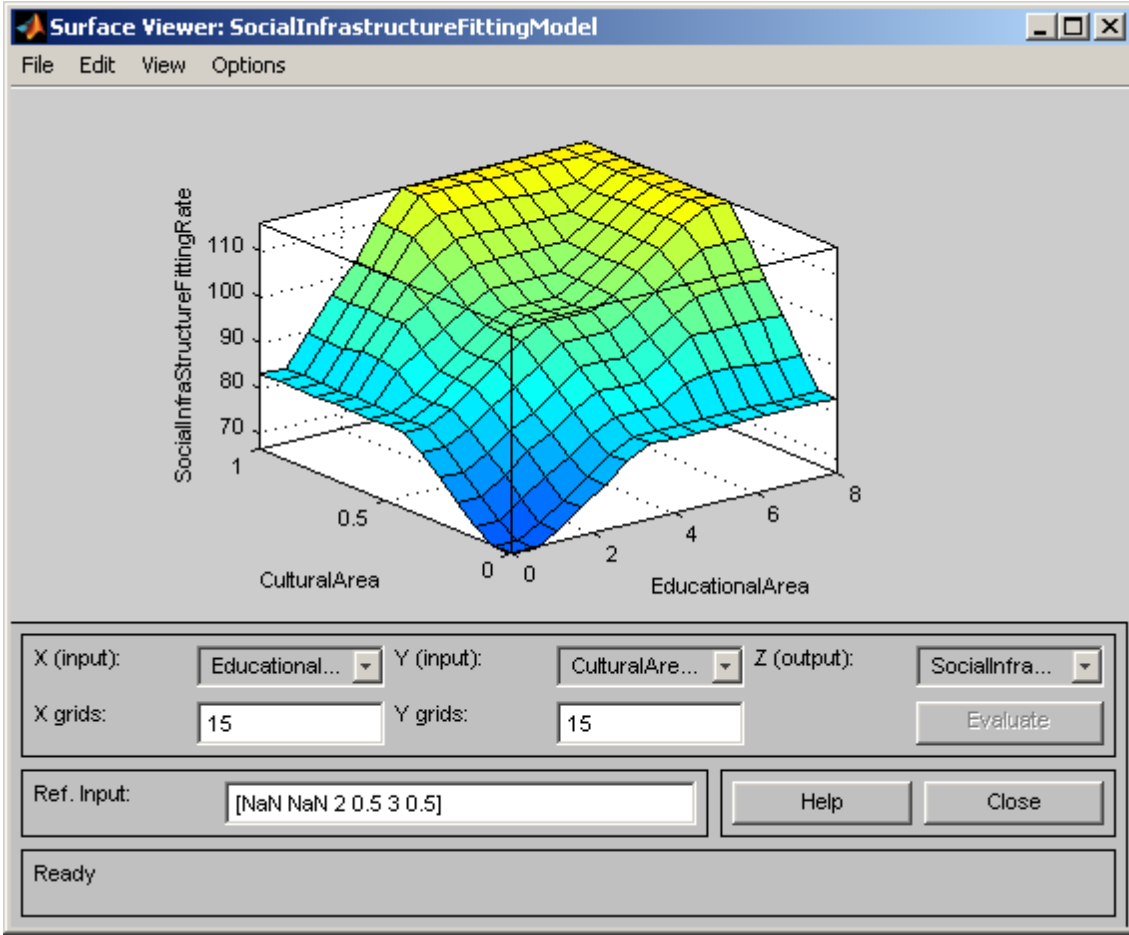 Surface Viewer: SocialInfrastructureFittingModel
File Edit View Options
SocialInfraStructureFittingRate
110
100
90
80
70
1
0.5
0
0
2
4
6
8
CulturalArea
EducationalArea
X (input): Educational... Y (input): CulturalAre... Z (output): SocialInfra...
X grids: 15 Y grids: 15 Evaluate
Ref. Input: [NaN NaN 2 0.5 3 0.5] Help Close
Ready